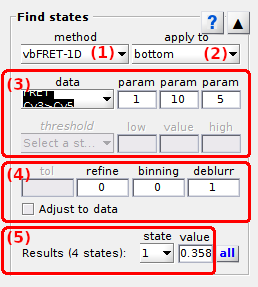 Find states
? ▲
method apply to
vbFRET-1D (1) bottom (2)
(3) data param param param
FRET Cy3>Cy5 1 10 5
threshold low value high
Select a st...
(4) tol refine binning deblurr
0 0 1
Adjust to data
(5) state value
Results (4 states): 1 0.358 all